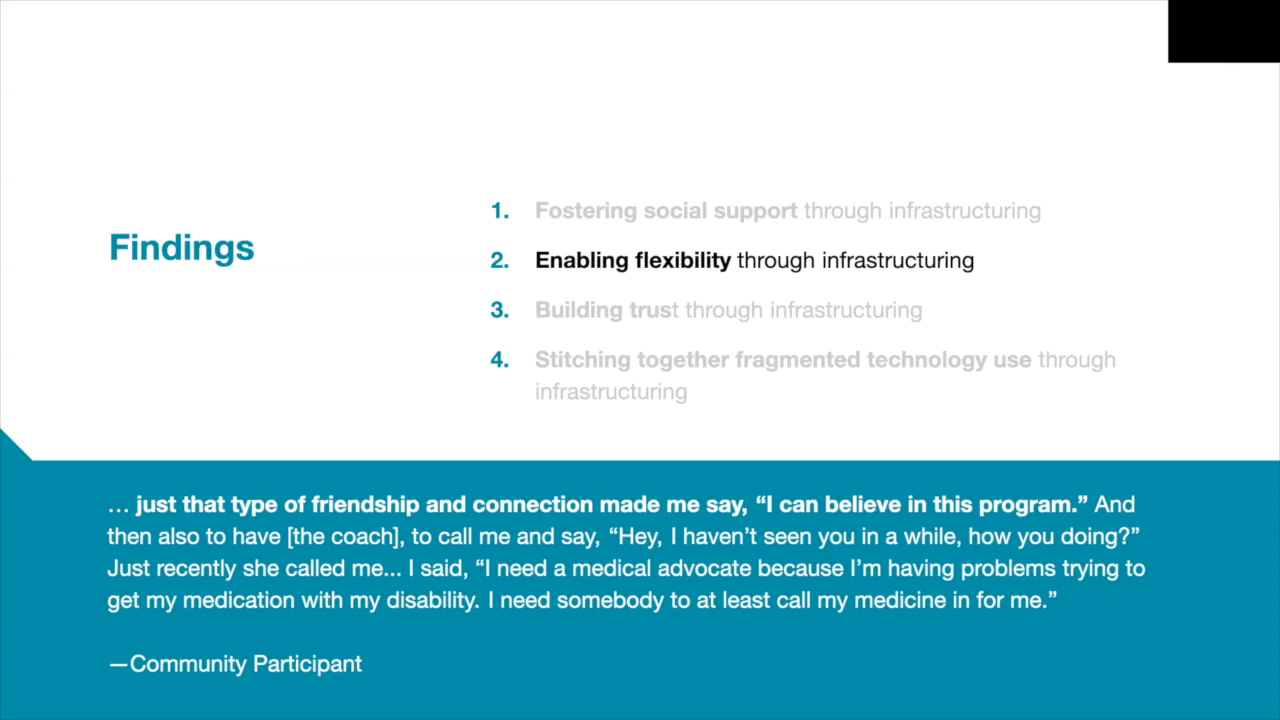 Findings
1. Fostering social support through infrastructuring
2. Enabling flexibility through infrastructuring
3. Building trust through infrastructuring
4. Stitching together fragmented technology use through
infrastructuring
… just that type of friendship and connection made me say, “I can believe in this program.” And
then also to have [the coach], to call me and say, “Hey, I haven’t seen you in a while, how you doing?”
Just recently she called me... I said, “I need a medical advocate because I’m having problems trying to
get my medication with my disability. I need somebody to at least call my medicine in for me.”
—Community Participant